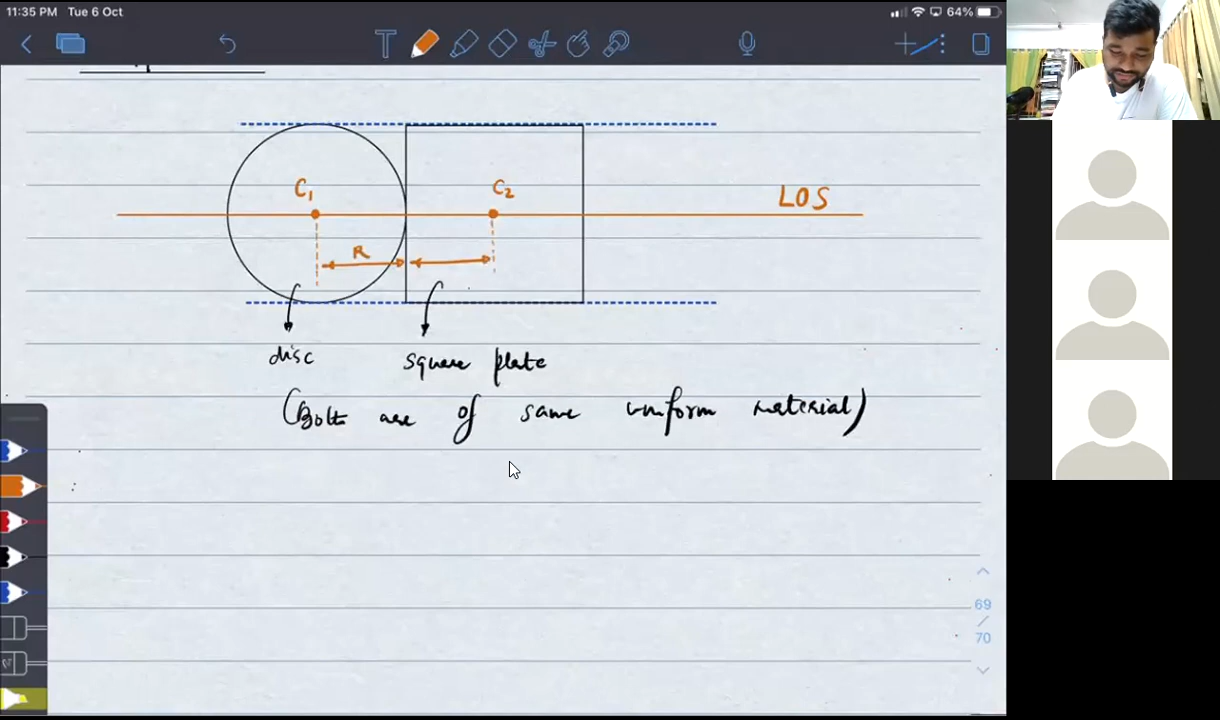 11:35 PM Tue 6 Oct 64%
T
C1 C2 LOS
R
disc square plate
(Both are of same uniform material)
69
/
70